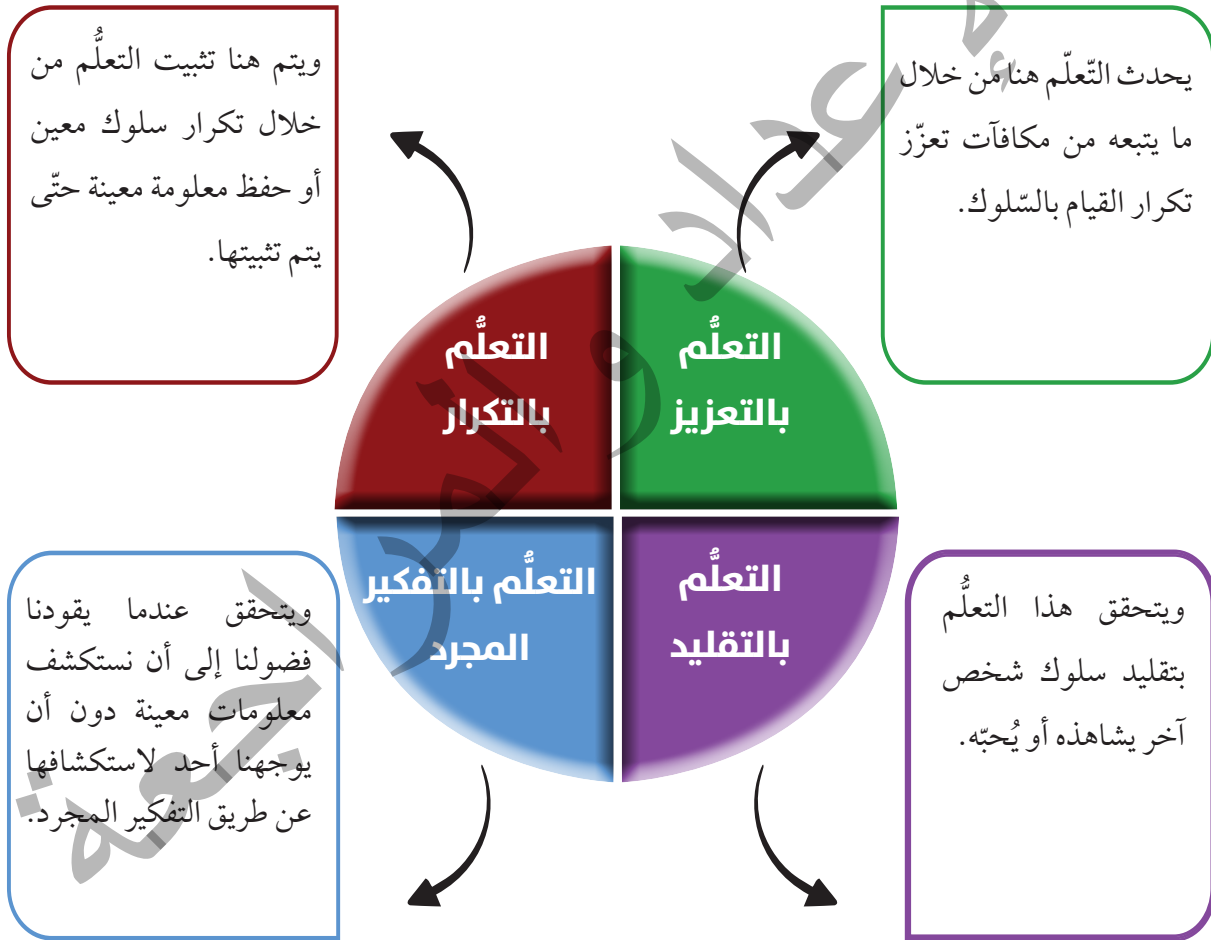 يحدث التّعلّم هنا من خلال
ما يتبعه من مكافآت تعزّز
تكرار القيام بالسّلوك.
ويتم هنا تثبيت التعلُّم من
خلال تكرار سلوك معين
أو حفظ معلومة معينة حتّى
يتم تثبيتها.
التعلُّم
بالتعزيز
التعلُّم
بالتكرار
التعلُّم
بالتقليد
التعلُّم بالتفكير
المجرد
ويتحقق هذا التعلُّم
بتقليد سلوك شخص
آخر يشاهده أو يُحبّه.
ويتحقق عندما يقودنا
فضولنا إلى أن نستكشف
معلومات معينة دون أن
يوجهنا أحد لاستكشافها
عن طريق التفكير المجرد.
إعداد و المراجعة